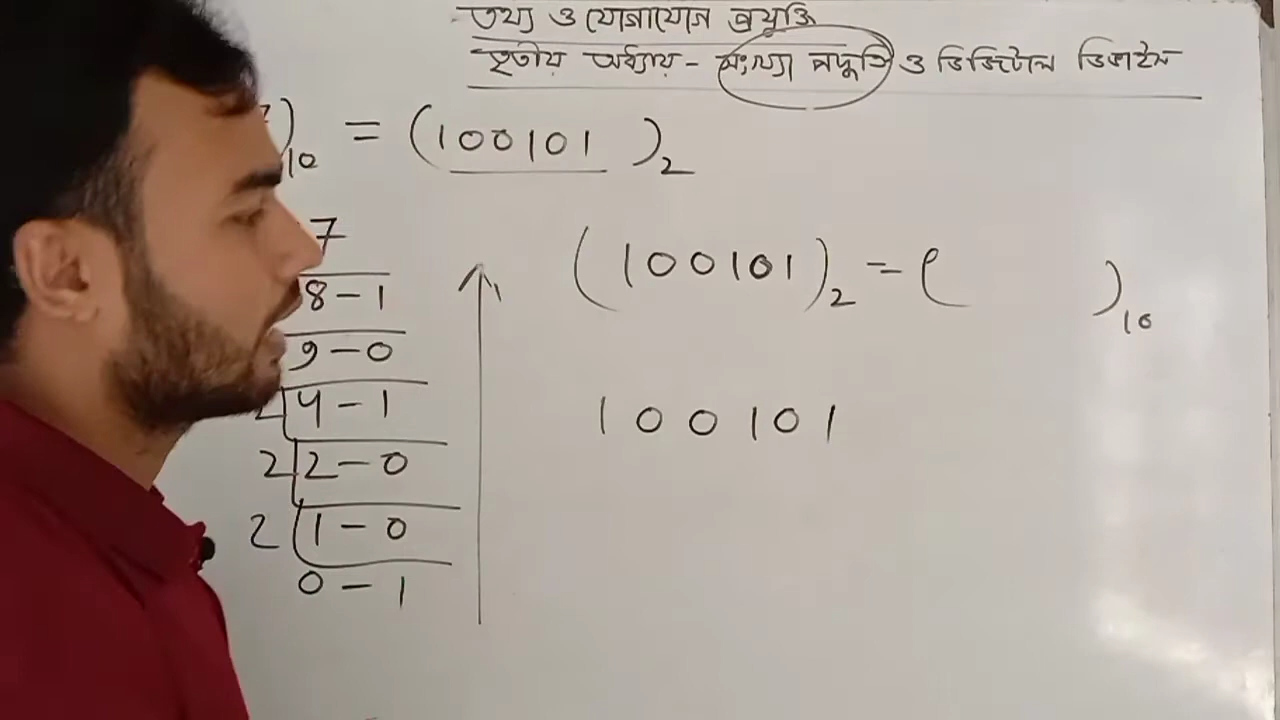 তথ্য ও যোগাযোগ প্রযুক্তি
তৃতীয় অধ্যায় - সংখ্যা পদ্ধতি ও ডিজিটাল ডিভাইস
)10 = (100101)2
7
8 - 1
9 - 0
2 4 - 1
2 2 - 0
2 1 - 0
0 - 1
(100101)2 = ( )10
100101